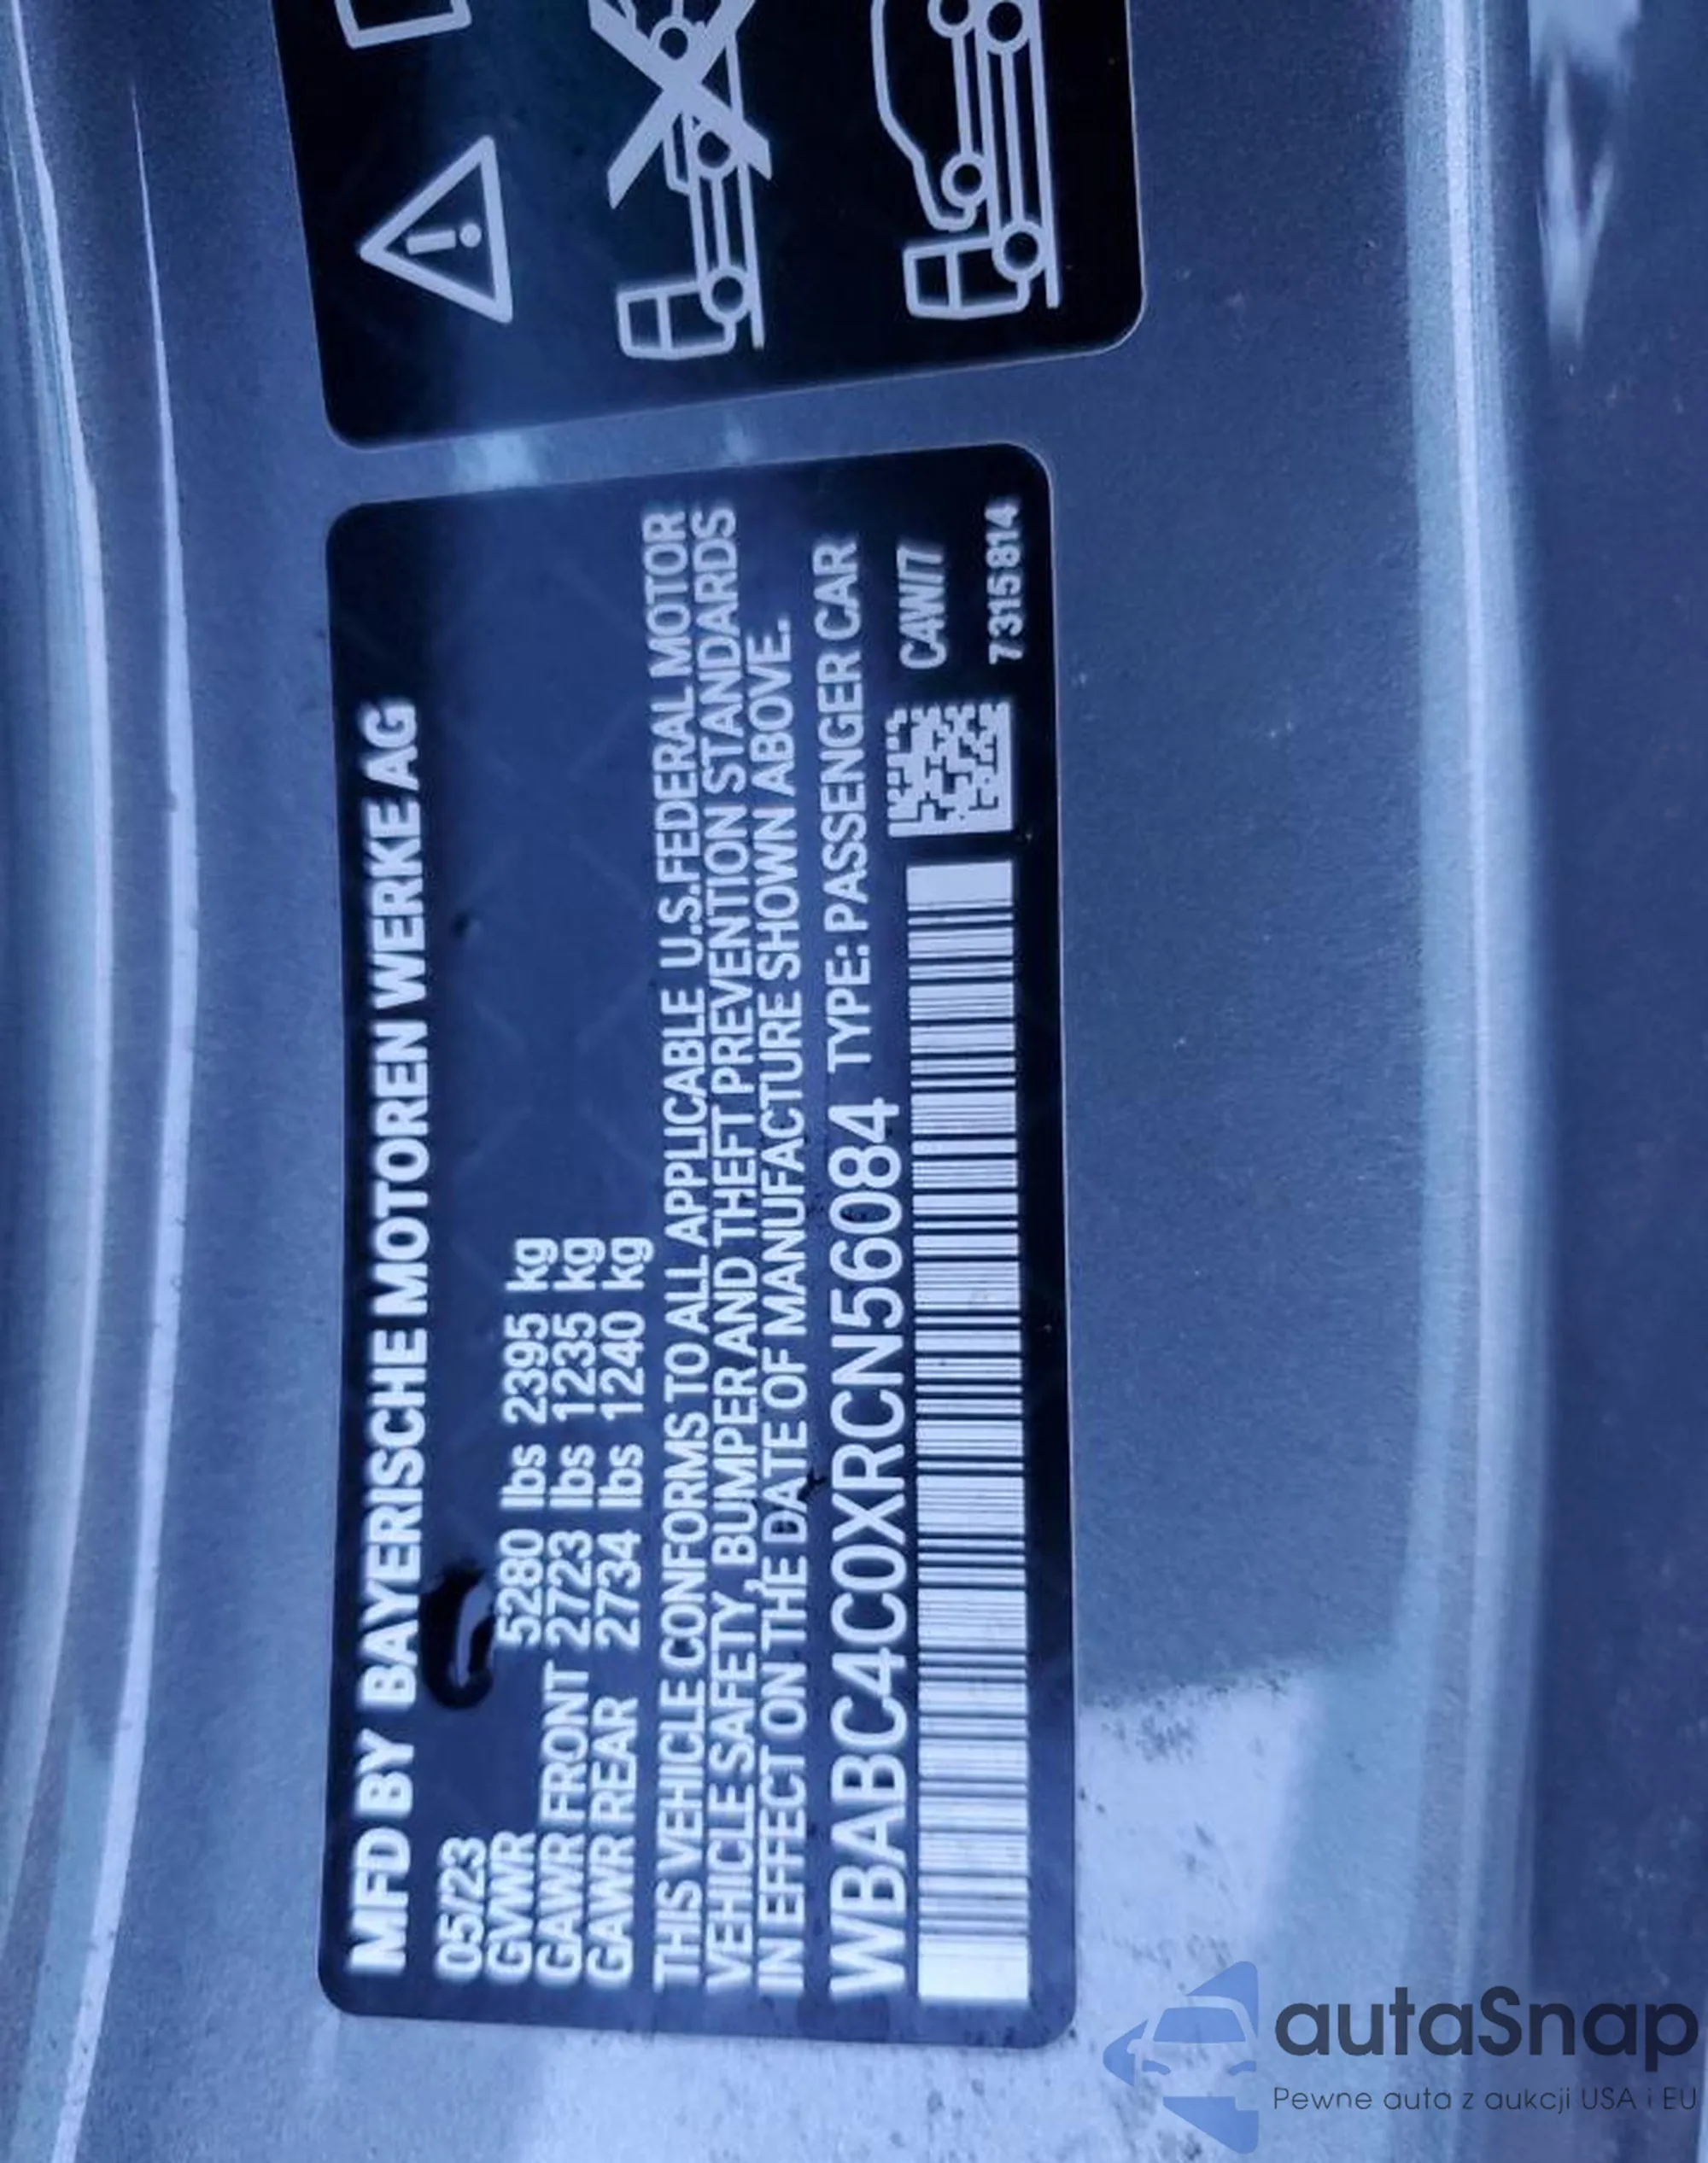 MFD BY BAYERISCHE MOTOREN WERKE AG
05/23
GVWR 5280 lbs 2395 kg
GAWR FRONT 2723 lbs 1235 kg
GAWR REAR 2734 lbs 1240 kg
THIS VEHICLE CONFORMS TO ALL APPLICABLE U.S.FEDERAL MOTOR
VEHICLE SAFETY, BUMPER AND THEFT PREVENTION STANDARDS
IN EFFECT ON THE DATE OF MANUFACTURE SHOWN ABOVE.
WBABC4C0XRCN56084 TYPE: PASSENGER CAR
C4W/7
7315814
autaSnap
Pewne auta z aukcji USA i EU